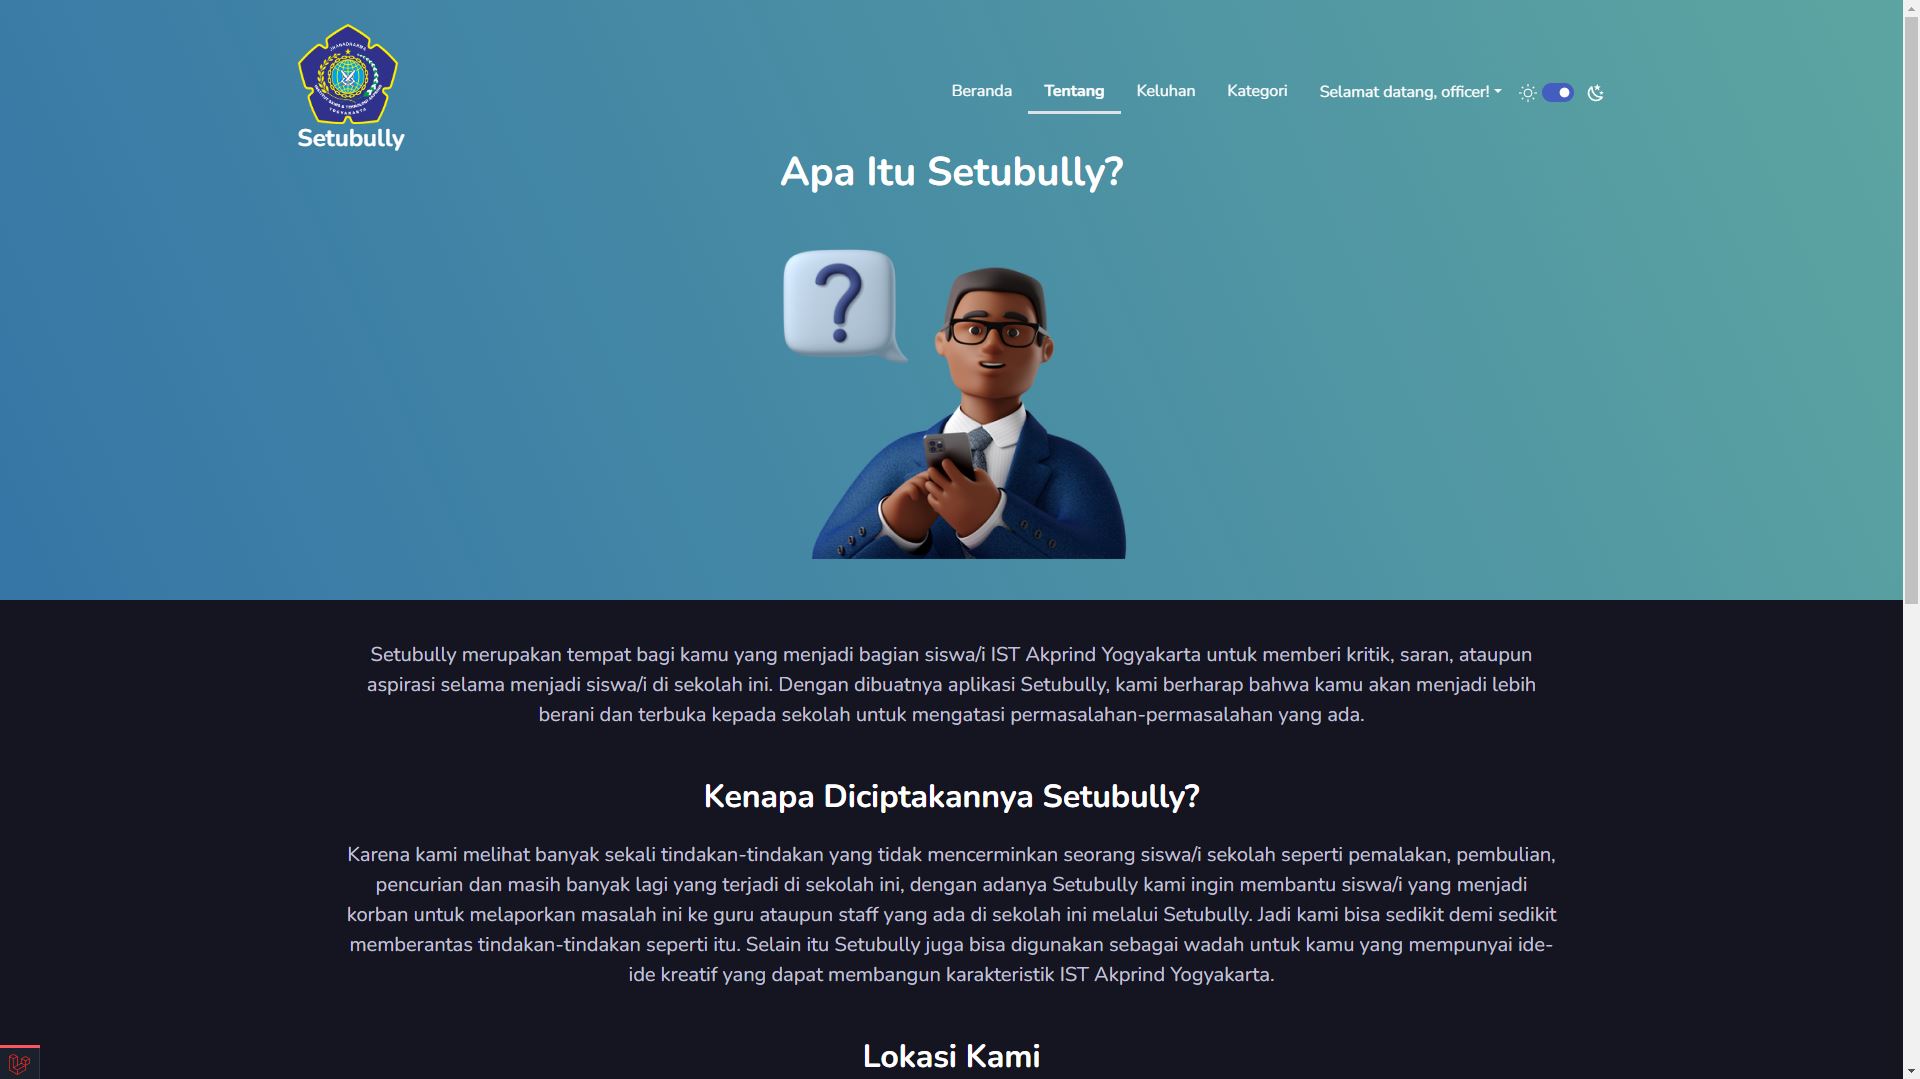 Setubully
Beranda
Tentang
Keluhan
Kategori
Selamat datang, officer!
Apa Itu Setubully?
?
Setubully merupakan tempat bagi kamu yang menjadi bagian siswa/i IST Akprind Yogyakarta untuk memberi kritik, saran, ataupun
aspirasi selama menjadi siswa/i di sekolah ini. Dengan dibuatnya aplikasi Setubully, kami berharap bahwa kamu akan menjadi lebih
berani dan terbuka kepada sekolah untuk mengatasi permasalahan-permasalahan yang ada.
Kenapa Diciptakannya Setubully?
Karena kami melihat banyak sekali tindakan-tindakan yang tidak mencerminkan seorang siswa/i sekolah seperti pemalakan, pembulian,
pencurian dan masih banyak lagi yang terjadi di sekolah ini, dengan adanya Setubully kami ingin membantu siswa/i yang menjadi
korban untuk melaporkan masalah ini ke guru ataupun staff yang ada di sekolah ini melalui Setubully. Jadi kami bisa sedikit demi sedikit
memberantas tindakan-tindakan seperti itu. Selain itu Setubully juga bisa digunakan sebagai wadah untuk kamu yang mempunyai ide-
ide kreatif yang dapat membangun karakteristik IST Akprind Yogyakarta.
Lokasi Kami